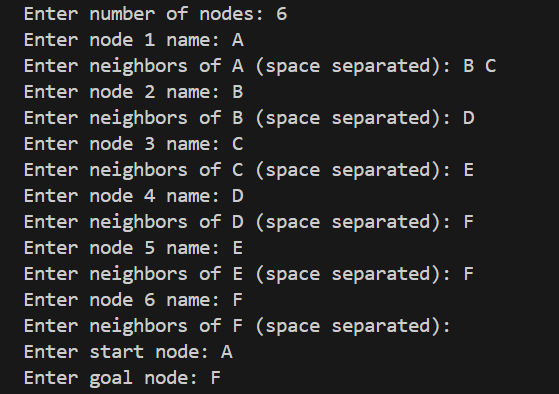 Enter number of nodes: 6
Enter node 1 name: A
Enter neighbors of A (space separated): B C
Enter node 2 name: B
Enter neighbors of B (space separated): D
Enter node 3 name: C
Enter neighbors of C (space separated): E
Enter node 4 name: D
Enter neighbors of D (space separated): F
Enter node 5 name: E
Enter neighbors of E (space separated): F
Enter node 6 name: F
Enter neighbors of F (space separated):
Enter start node: A
Enter goal node: F